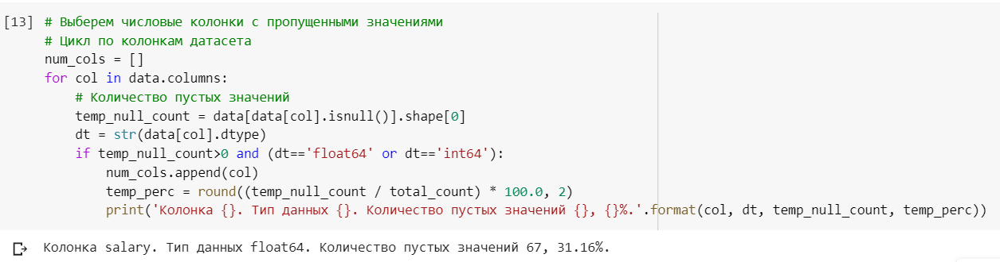 [13] # Выберем числовые колонки с пропущенными значениями
# Цикл по колонкам датасета
num_cols = []
for col in data.columns:
    # Количество пустых значений
    temp_null_count = data[data[col].isnull()].shape[0]
    dt = str(data[col].dtype)
    if temp_null_count>0 and (dt=='float64' or dt=='int64'):
        num_cols.append(col)
        temp_perc = round((temp_null_count / total_count) * 100.0, 2)
        print('Колонка {}. Тип данных {}. Количество пустых значений {}, {}%.'.format(col, dt, temp_null_count, temp_perc))
Колонка salary. Тип данных float64. Количество пустых значений 67, 31.16%.